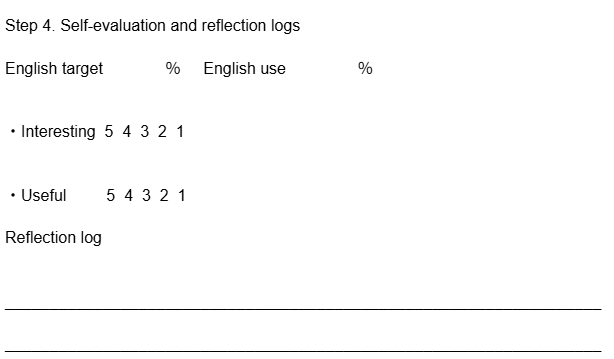 Step 4. Self-evaluation and reflection logs
English target % English use %
・Interesting 5 4 3 2 1
・Useful 5 4 3 2 1
Reflection log